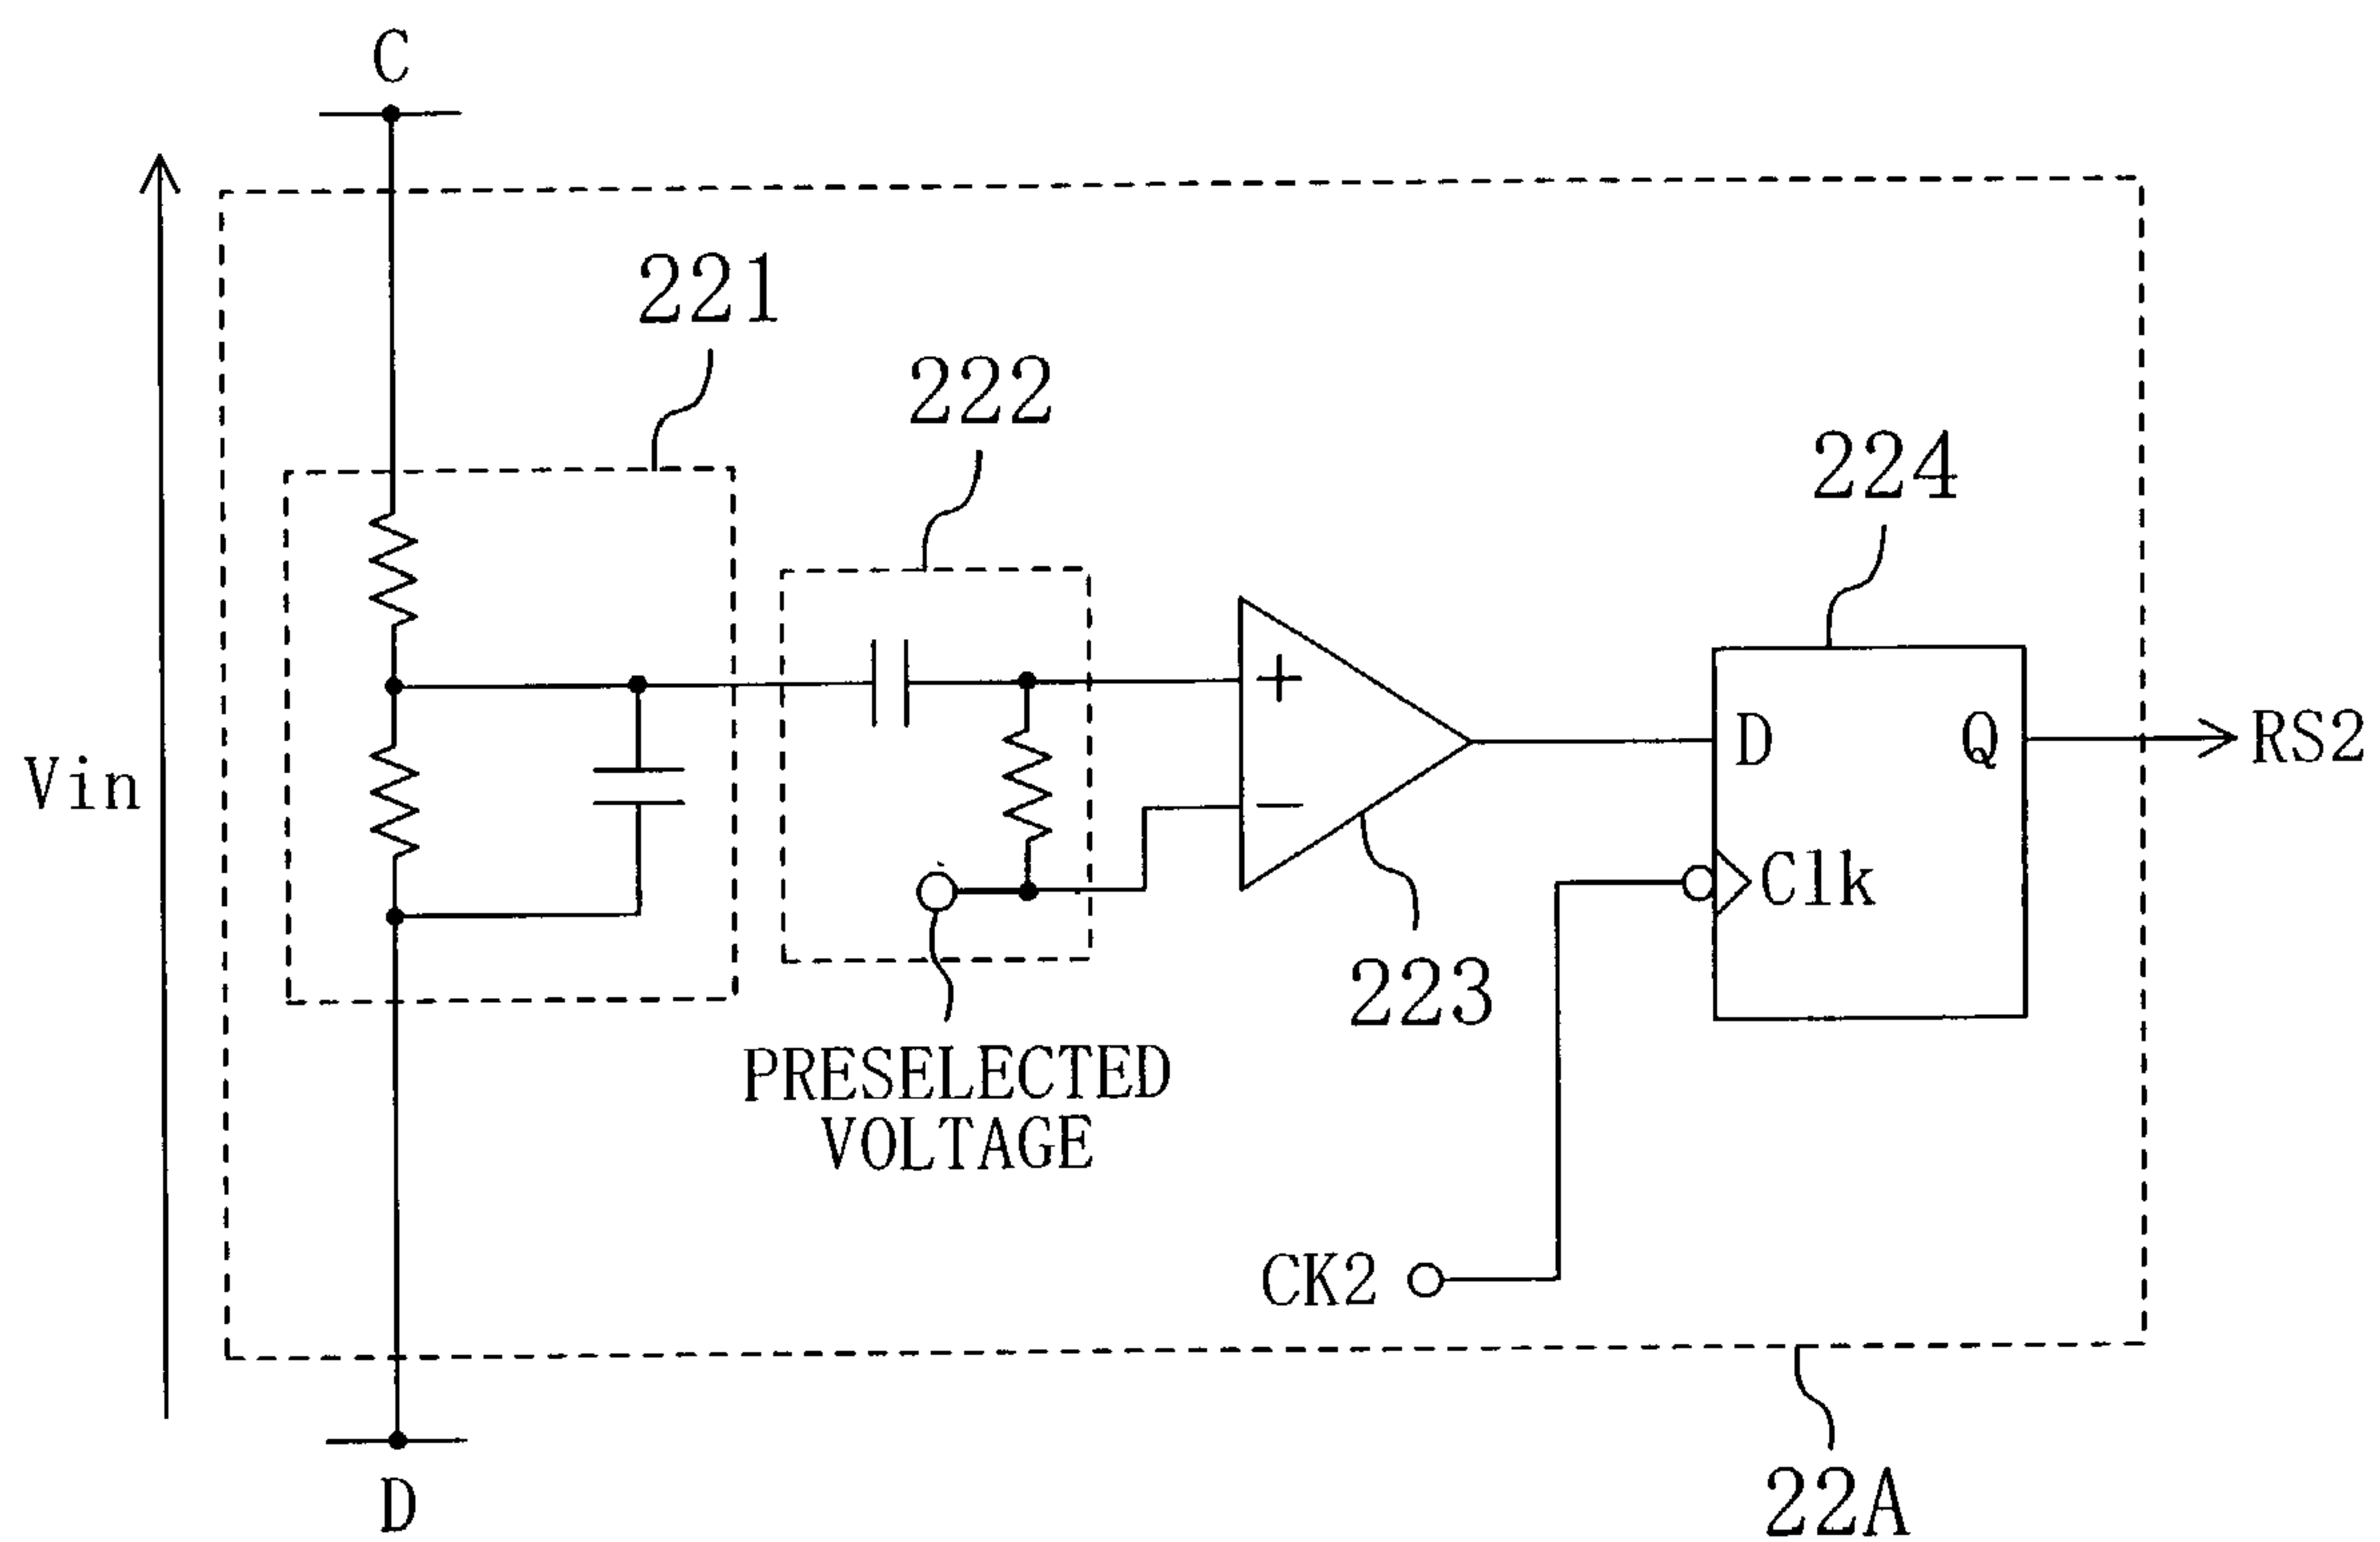 C
221
222
224
+
D
Q
RS2
Vin
−
Clk
223
PRESELECTED
VOLTAGE
CK2
D
22A